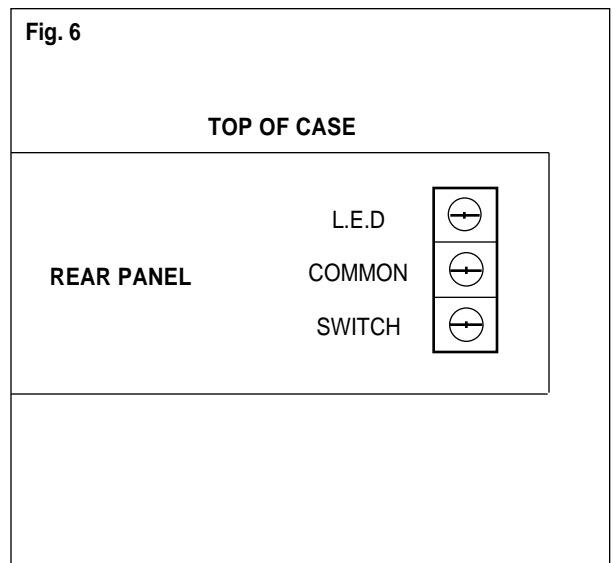 Fig. 6
TOP OF CASE
L.E.D
REAR PANEL
COMMON
SWITCH